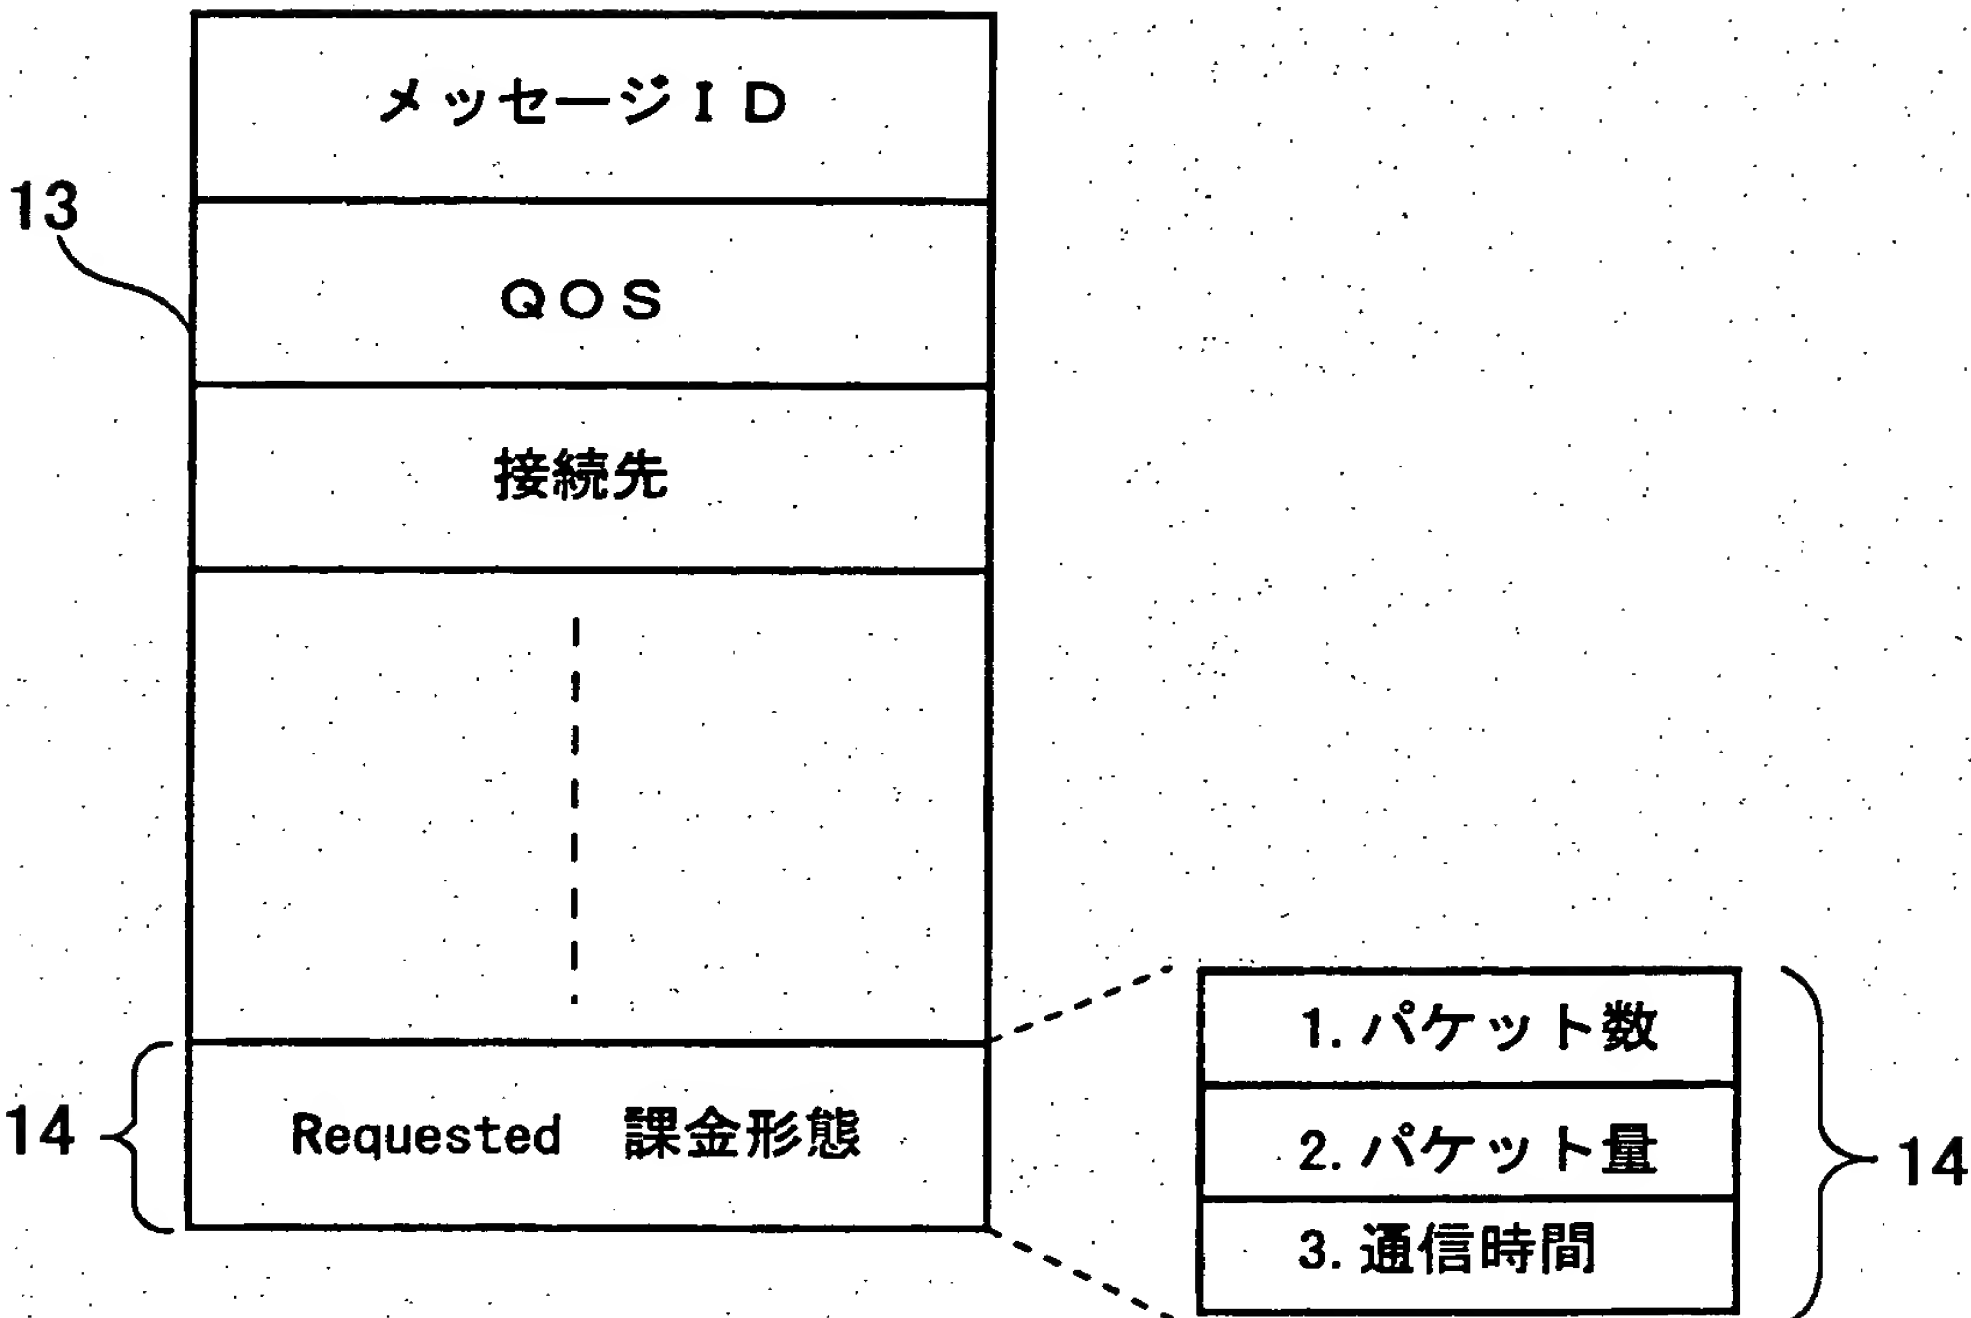 メッセージＩＤ
13
ＱＯＳ
接続先
14
Requested　課金形態
1. パケット数
2. パケット量
3. 通信時間
14